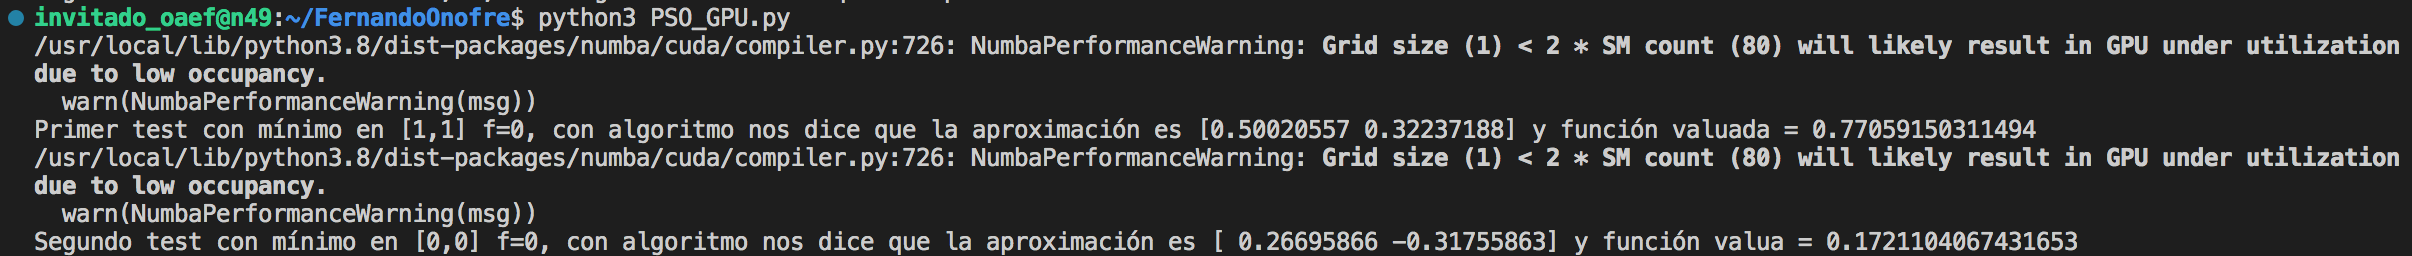 invitado_oaef@n49:~/FernandoOnofre$ python3 PSO_GPU.py
/usr/local/lib/python3.8/dist-packages/numba/cuda/compiler.py:726: NumbaPerformanceWarning: Grid size (1) < 2 * SM count (80) will likely result in GPU under utilization
due to low occupancy.
  warn(NumbaPerformanceWarning(msg))
Primer test con mínimo en [1,1] f=0, con algoritmo nos dice que la aproximación es [0.50020557 0.32237188] y función valuada = 0.77059150311494
/usr/local/lib/python3.8/dist-packages/numba/cuda/compiler.py:726: NumbaPerformanceWarning: Grid size (1) < 2 * SM count (80) will likely result in GPU under utilization
due to low occupancy.
  warn(NumbaPerformanceWarning(msg))
Segundo test con mínimo en [0,0] f=0, con algoritmo nos dice que la aproximación es [ 0.26695866 -0.31755863] y función valua = 0.1721104067431653